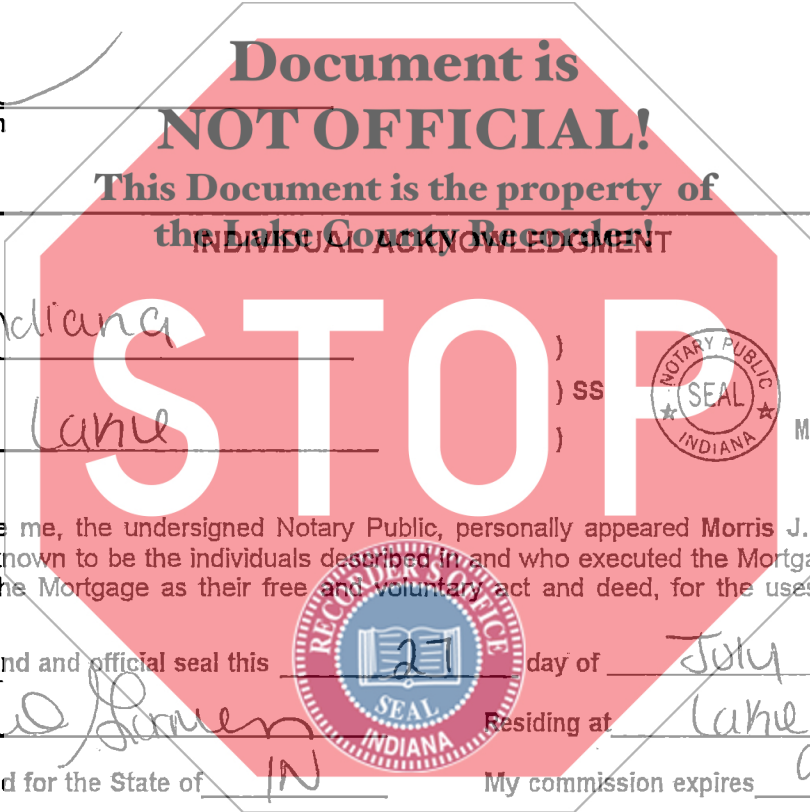 Document is
NOT OFFICIAL!
This Document is the property of
the Lake County Recorder!
INDIVIDUAL ACKNOWLEDGMENT
ndiana
)
) SS
Lake
)
NOTARY PUBLIC
SEAL
INDIANA
M
STOP
e me, the undersigned Notary Public, personally appeared Morris J.
nown to be the individuals described in and who executed the Mortga
he Mortgage as their free and voluntary act and deed, for the uses
RECORDER'S OFFICE
SEAL
INDIANA
nd and official seal this 27 day of July
Residing at Lake
d for the State of IN My commission expires